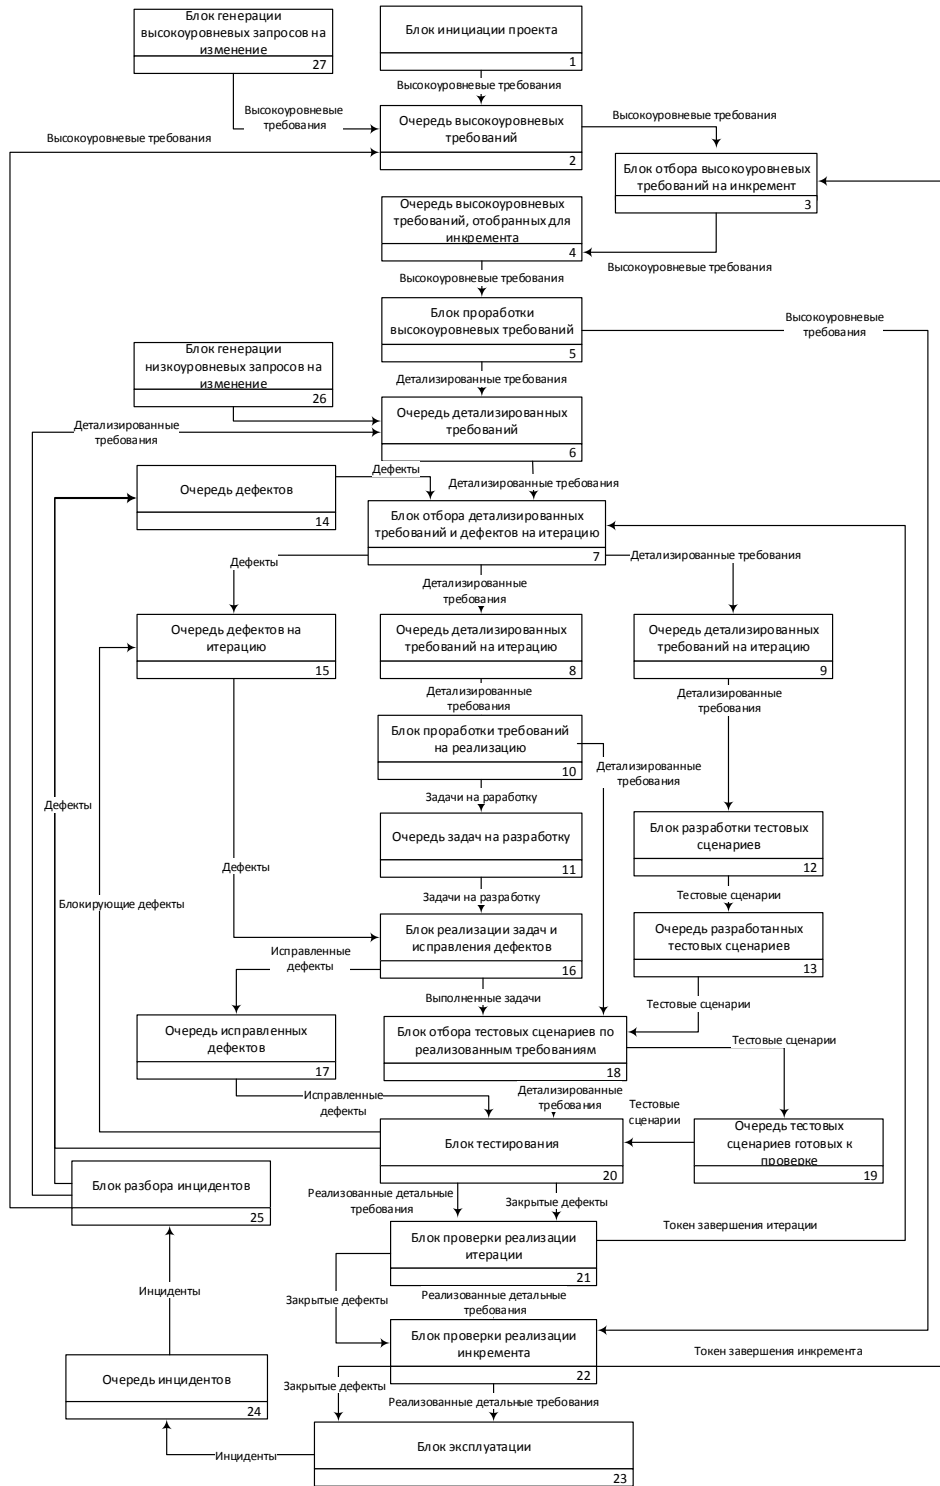 Блок генерации
высокоуровневых запросов на
изменение
27
Блок инициации проекта
1
Высокоуровневые требования
Высокоуровневые
требования
Высокоуровневые требования
Очередь высокоуровневых
требований
2
Высокоуровневые требования
Блок отбора высокоуровневых
требований на инкремент
3
Очередь высокоуровневых
требований, отобранных для
инкремента
4
Высокоуровневые требования
Высокоуровневые требования
Блок проработки
высокоуровневых требований
5
Высокоуровневые
требования
Блок генерации
низкоуровневых запросов на
изменение
26
Детализированные требования
Очередь детализированных
требований
6
Детализированные
требования
Дефекты
Детализированные требования
Очередь дефектов
14
Блок отбора детализированных
требований и дефектов на итерацию
7
Дефекты
Детализированные
требования
Детализированные требования
Очередь дефектов на
итерацию
15
Очередь детализированных
требований на итерацию
8
Очередь детализированных
требований на итерацию
9
Детализированные
требования
Детализированные
требования
Блок проработки требований
на реализацию
10
Детализированные
требования
Задачи на раработку
Дефекты
Очередь задач на разработку
11
Блок разработки тестовых
сценариев
12
Дефекты
Блокирующие дефекты
Задачи на разработку
Тестовые сценарии
Блок реализации задач и
исправления дефектов
16
Очередь разработанных
тестовых сценариев
13
Исправленные
дефекты
Выполненные задачи
Тестовые сценарии
Очередь исправленных
дефектов
17
Блок отбора тестовых сценариев по
реализованным требованиям
18
Тестовые сценарии
Исправленные
дефекты
Детализированные
требования
Тестовые
сценарии
Блок тестирования
20
Очередь тестовых
сценариев готовых к
проверке
19
Блок разбора инцидентов
25
Реализованные детальные
требования
Закрытые дефекты
Блок проверки реализации
итерации
21
Токен завершения итерации
Инциденты
Закрытые дефекты
Реализованные детальные
требования
Блок проверки реализации
инкремента
22
Токен завершения инкремента
Очередь инцидентов
24
Закрытые дефекты
Реализованные детальные требования
Инциденты
Блок эксплуатации
23